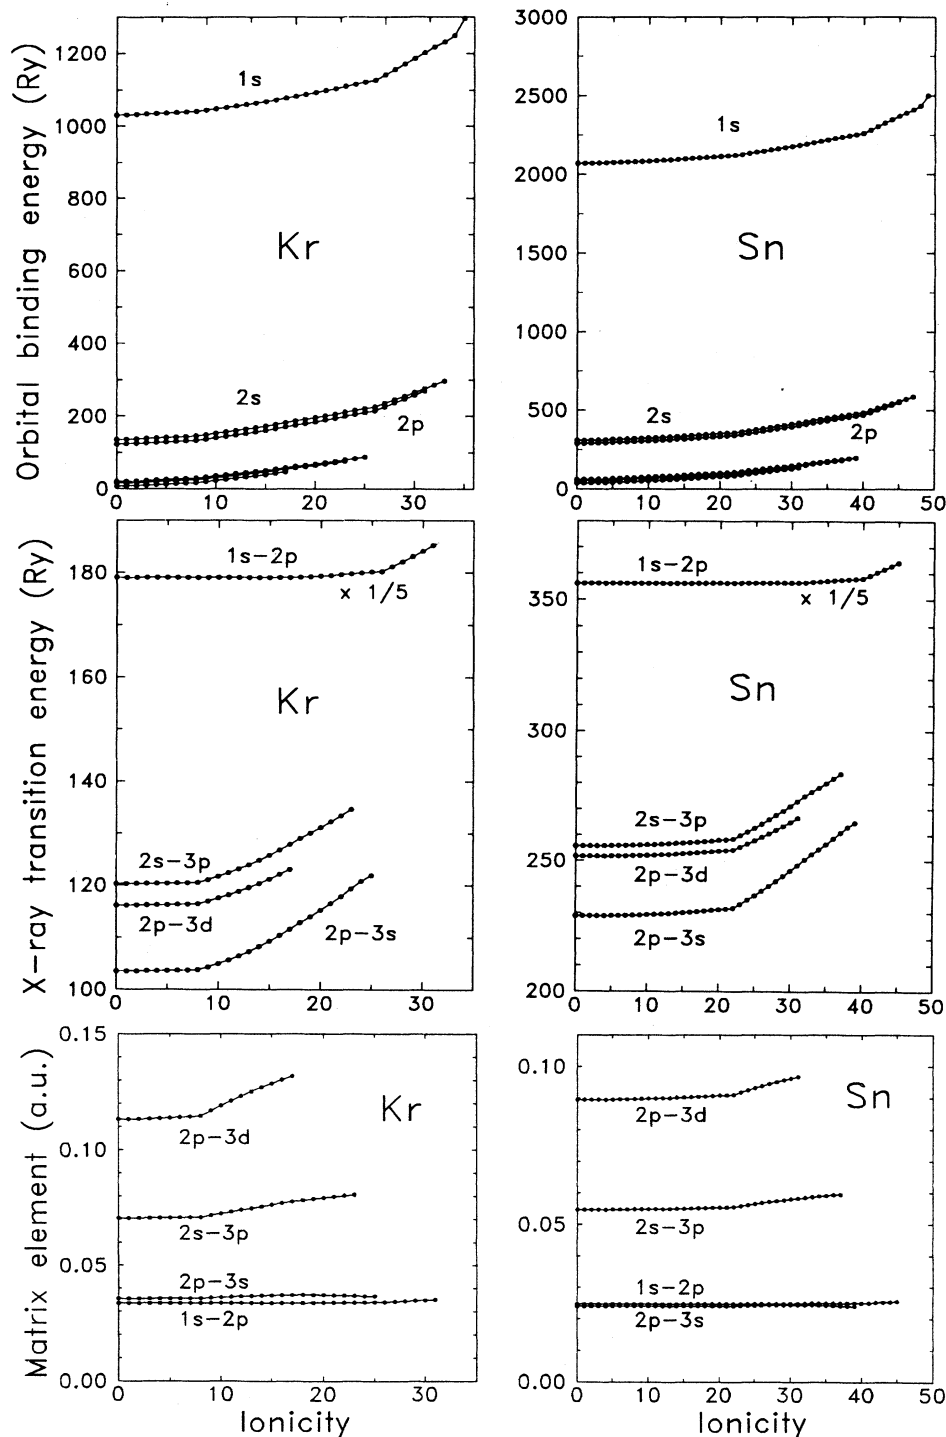 Orbital binding energy (Ry)
1200
1000
800
600
400
200
0
1s
Kr
2s
2p
0
10
20
30
3000
2500
2000
1500
1000
500
0
1s
Sn
2s
2p
0
10
20
30
40
50
X-ray transition energy (Ry)
180
160
140
120
100
1s-2p
x 1/5
Kr
2s-3p
2p-3d
2p-3s
0
10
20
30
350
300
250
200
1s-2p
x 1/5
Sn
2s-3p
2p-3d
2p-3s
0
10
20
30
40
50
Matrix element (a.u.)
0.15
0.10
0.05
0.00
Kr
2p-3d
2s-3p
2p-3s
1s-2p
0
10
20
30
Ionicity
0.10
0.05
0.00
Sn
2p-3d
2s-3p
1s-2p
2p-3s
0
10
20
30
40
50
Ionicity